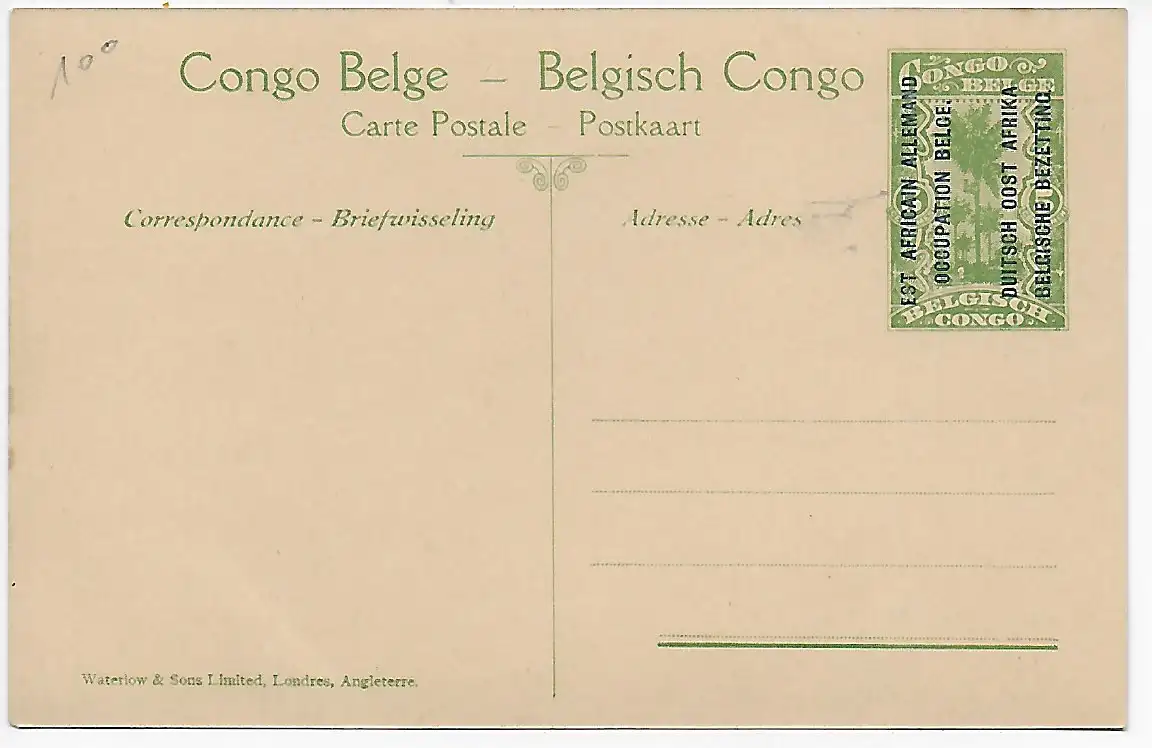 100
Congo Belge – Belgisch Congo
Carte Postale – Postkaart
Correspondance – Briefwisseling
Adresse – Adres
CONGO
BELGE
EST AFRICAIN ALLEMAND
OCCUPATION BELGE.
DUITSCH OOST AFRIKA
BELGISCHE BEZETTING.
5
BELGISCH
CONGO
Waterlow & Sons Limited, Londres, Angleterre.